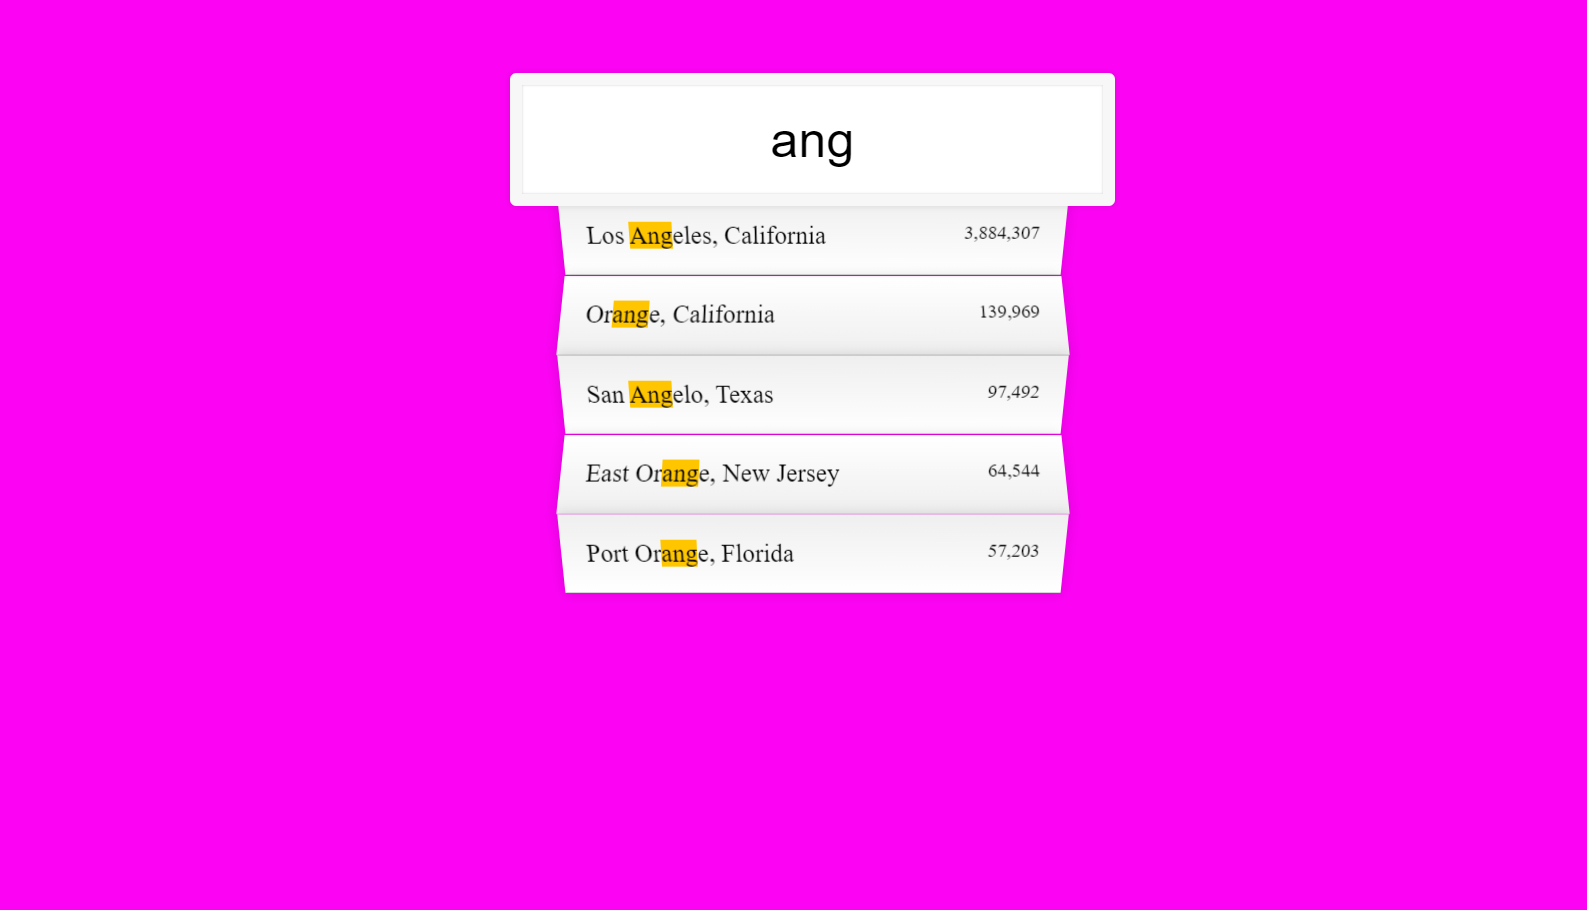 ang
Los Angeles, California 3,884,307
Orange, California 139,969
San Angelo, Texas 97,492
East Orange, New Jersey 64,544
Port Orange, Florida 57,203